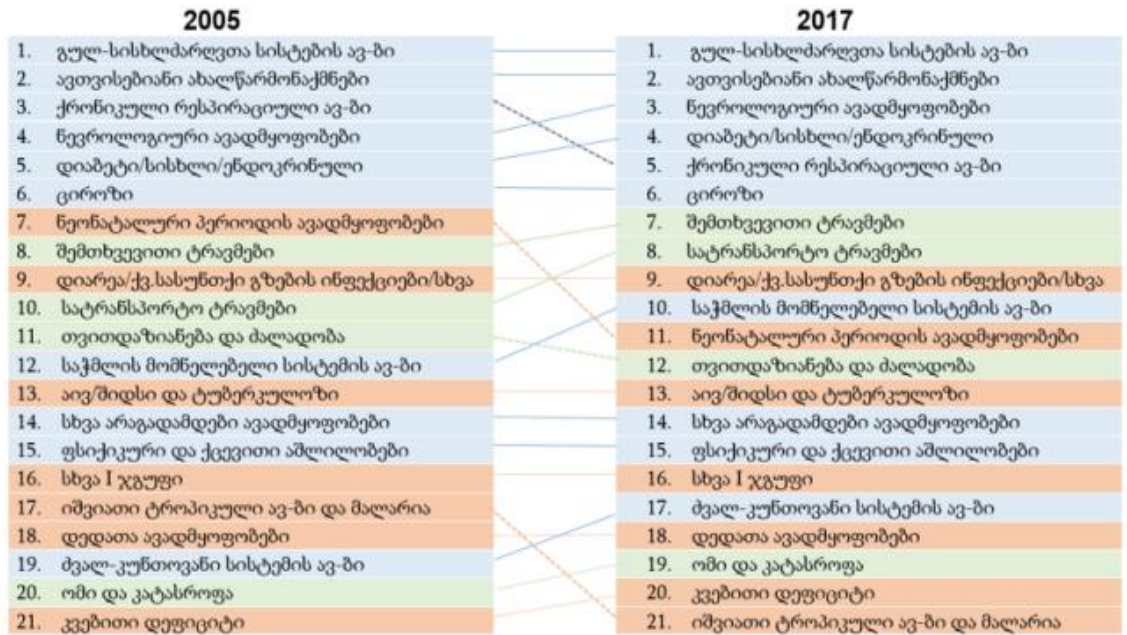 2005
1. გულ-სისხლძარღვთა სისტების ავ-ბი
2. ავთვისებიანი ახალწარმონაქმნები
3. ქრონიკული რესპირაციული ავ-ბი
4. ნევროლოგიური ავადმყოფობები
5. დიაბეტი/სისხლი/ენდოკრინული
6. ციროზი
7. ნეონატალური პერიოდის ავადმყოფობები
8. შემთხვევითი ტრავმები
9. დიარეა/ქვ.სასუნთქი გზების ინფექციები/სხვა
10. სატრანსპორტო ტრავმები
11. თვითდაზიანება და ძალადობა
12. საჭმლის მომნელებელი სისტემის ავ-ბი
13. აივ/შიდსი და ტუბერკულოზი
14. სხვა არაგადამდები ავადმყოფობები
15. ფსიქიკური და ქცევითი აშლილობები
16. სხვა I ჯგუფი
17. იშვიათი ტროპიკული ავ-ბი და მალარია
18. დედათა ავადმყოფობები
19. ძვალ-კუნთოვანი სისტემის ავ-ბი
20. ომი და კატასროფა
21. კვებითი დეფიციტი
2017
1. გულ-სისხლძარღვთა სისტების ავ-ბი
2. ავთვისებიანი ახალწარმონაქმნები
3. ნევროლოგიური ავადმყოფობები
4. დიაბეტი/სისხლი/ენდოკრინული
5. ქრონიკული რესპირაციული ავ-ბი
6. ციროზი
7. შემთხვევითი ტრავმები
8. სატრანსპორტო ტრავმები
9. დიარეა/ქვ.სასუნთქი გზების ინფექციები/სხვა
10. საჭმლის მომნელებელი სისტემის ავ-ბი
11. ნეონატალური პერიოდის ავადმყოფობები
12. თვითდაზიანება და ძალადობა
13. აივ/შიდსი და ტუბერკულოზი
14. სხვა არაგადამდები ავადმყოფობები
15. ფსიქიკური და ქცევითი აშლილობები
16. სხვა I ჯგუფი
17. ძვალ-კუნთოვანი სისტემის ავ-ბი
18. დედათა ავადმყოფობები
19. ომი და კატასროფა
20. კვებითი დეფიციტი
21. იშვიათი ტროპიკული ავ-ბი და მალარია